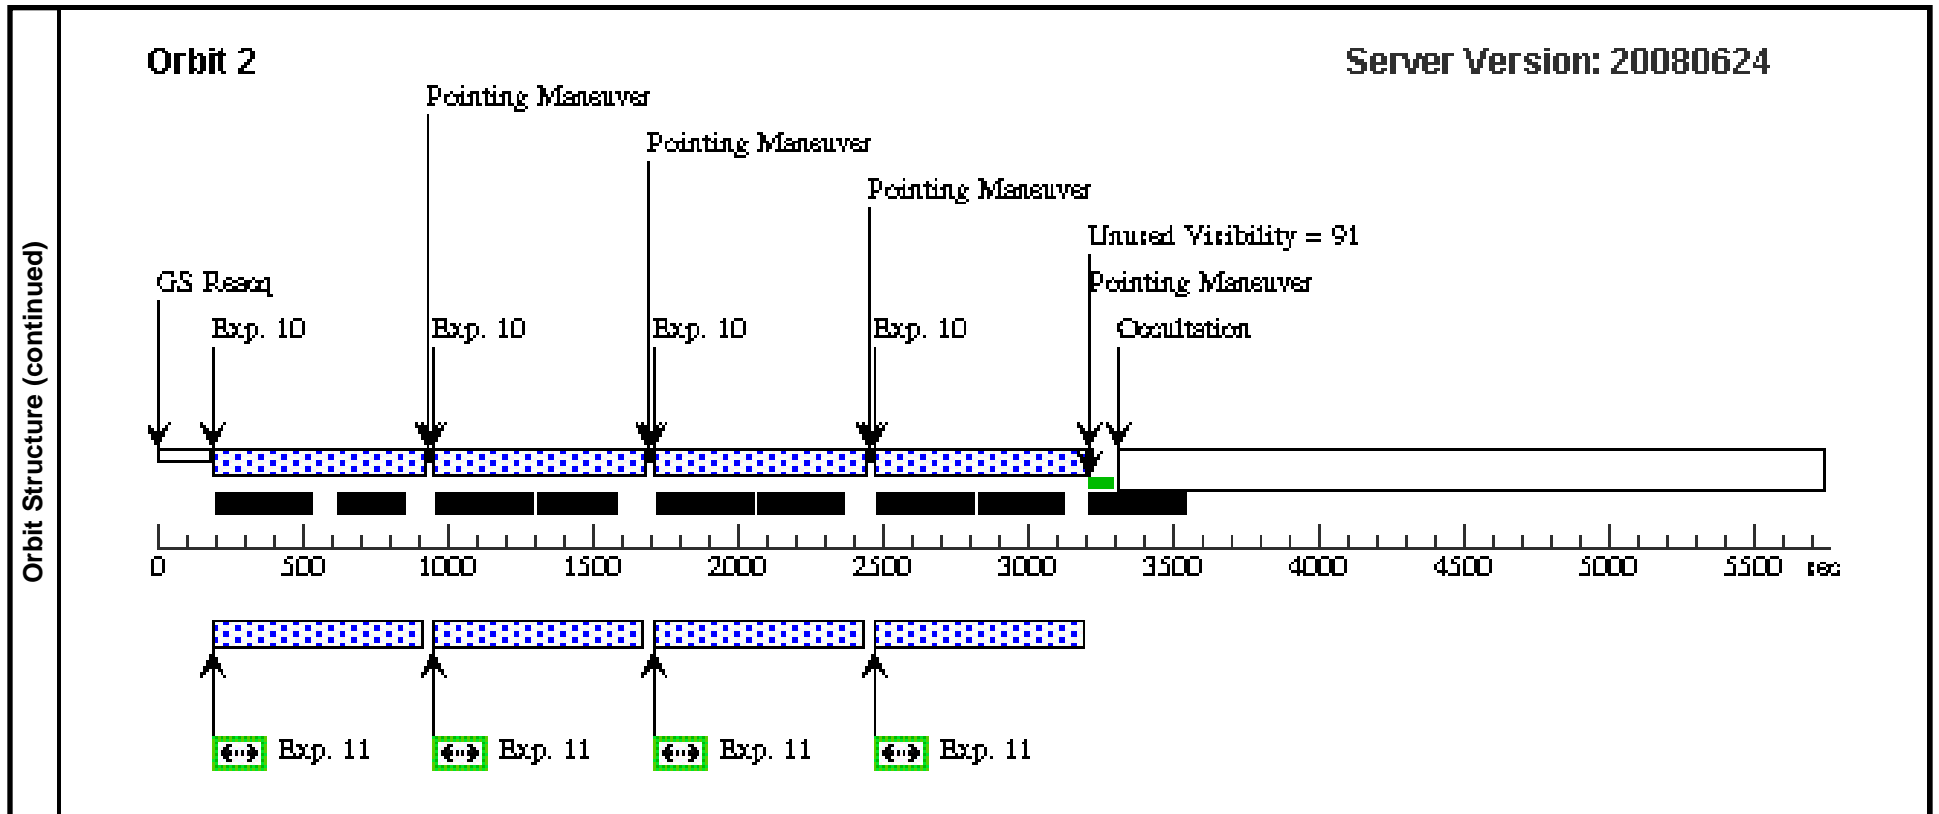 Orbit Structure (continued)
Orbit 2
Server Version: 20080624
Pointing Maneuver
Pointing Maneuver
Pointing Maneuver
Unused Visibility = 91
GS Reacq
Pointing Maneuver
Exp. 10
Exp. 10
Exp. 10
Exp. 10
Occultation
0 500 1000 1500 2000 2500 3000 3500 4000 4500 5000 5500 sec
Exp. 11
Exp. 11
Exp. 11
Exp. 11